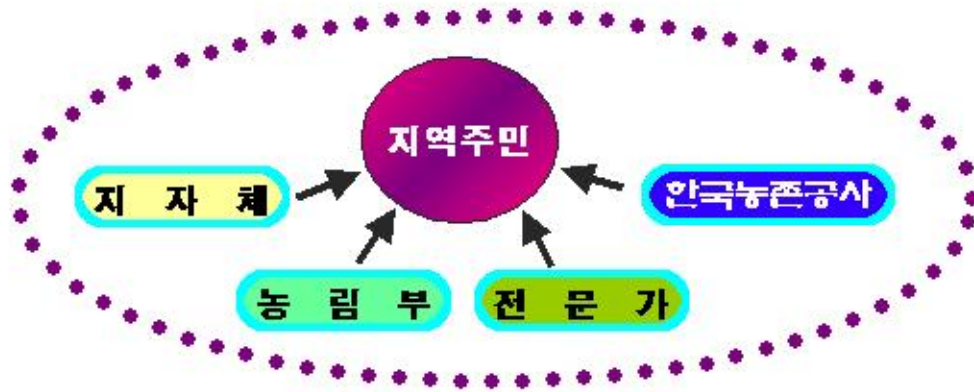 지역주민
지 자 체
한국농촌공사
농 림 부
전 문 가